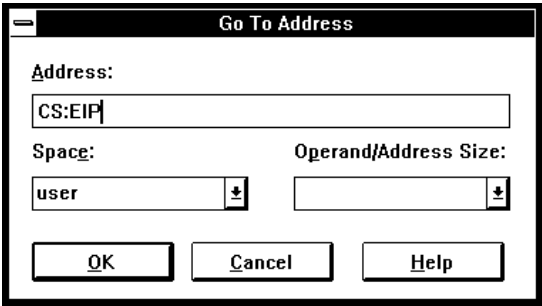 Go To Address
Address:
CS:EIP
Space: Operand/Address Size:
user
OK Cancel Help